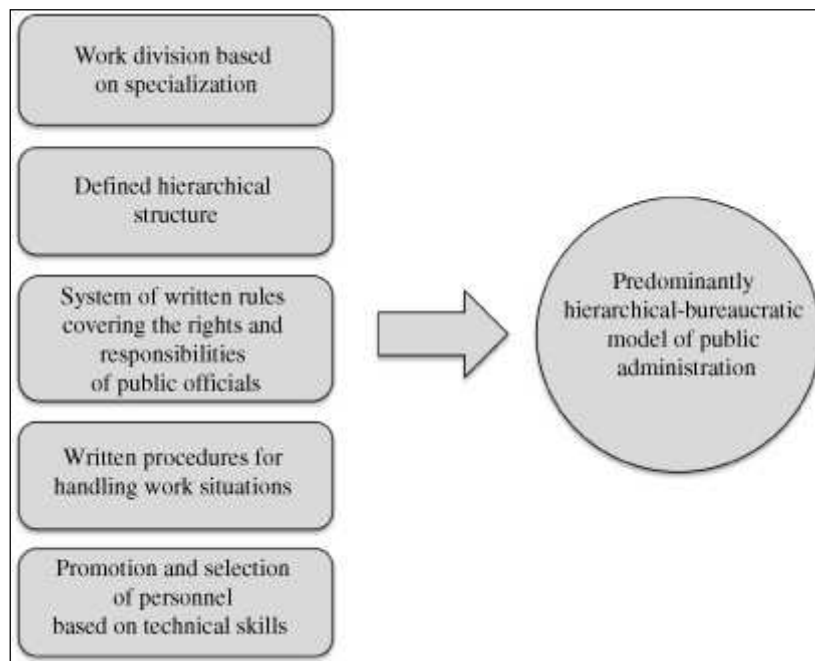 Work division based
on specialization
Defined hierarchical
structure
System of written rules
covering the rights and
responsibilities
of public officials
Written procedures for
handling work situations
Promotion and selection
of personnel
based on technical skills
Predominantly
hierarchical-bureaucratic
model of public
administration